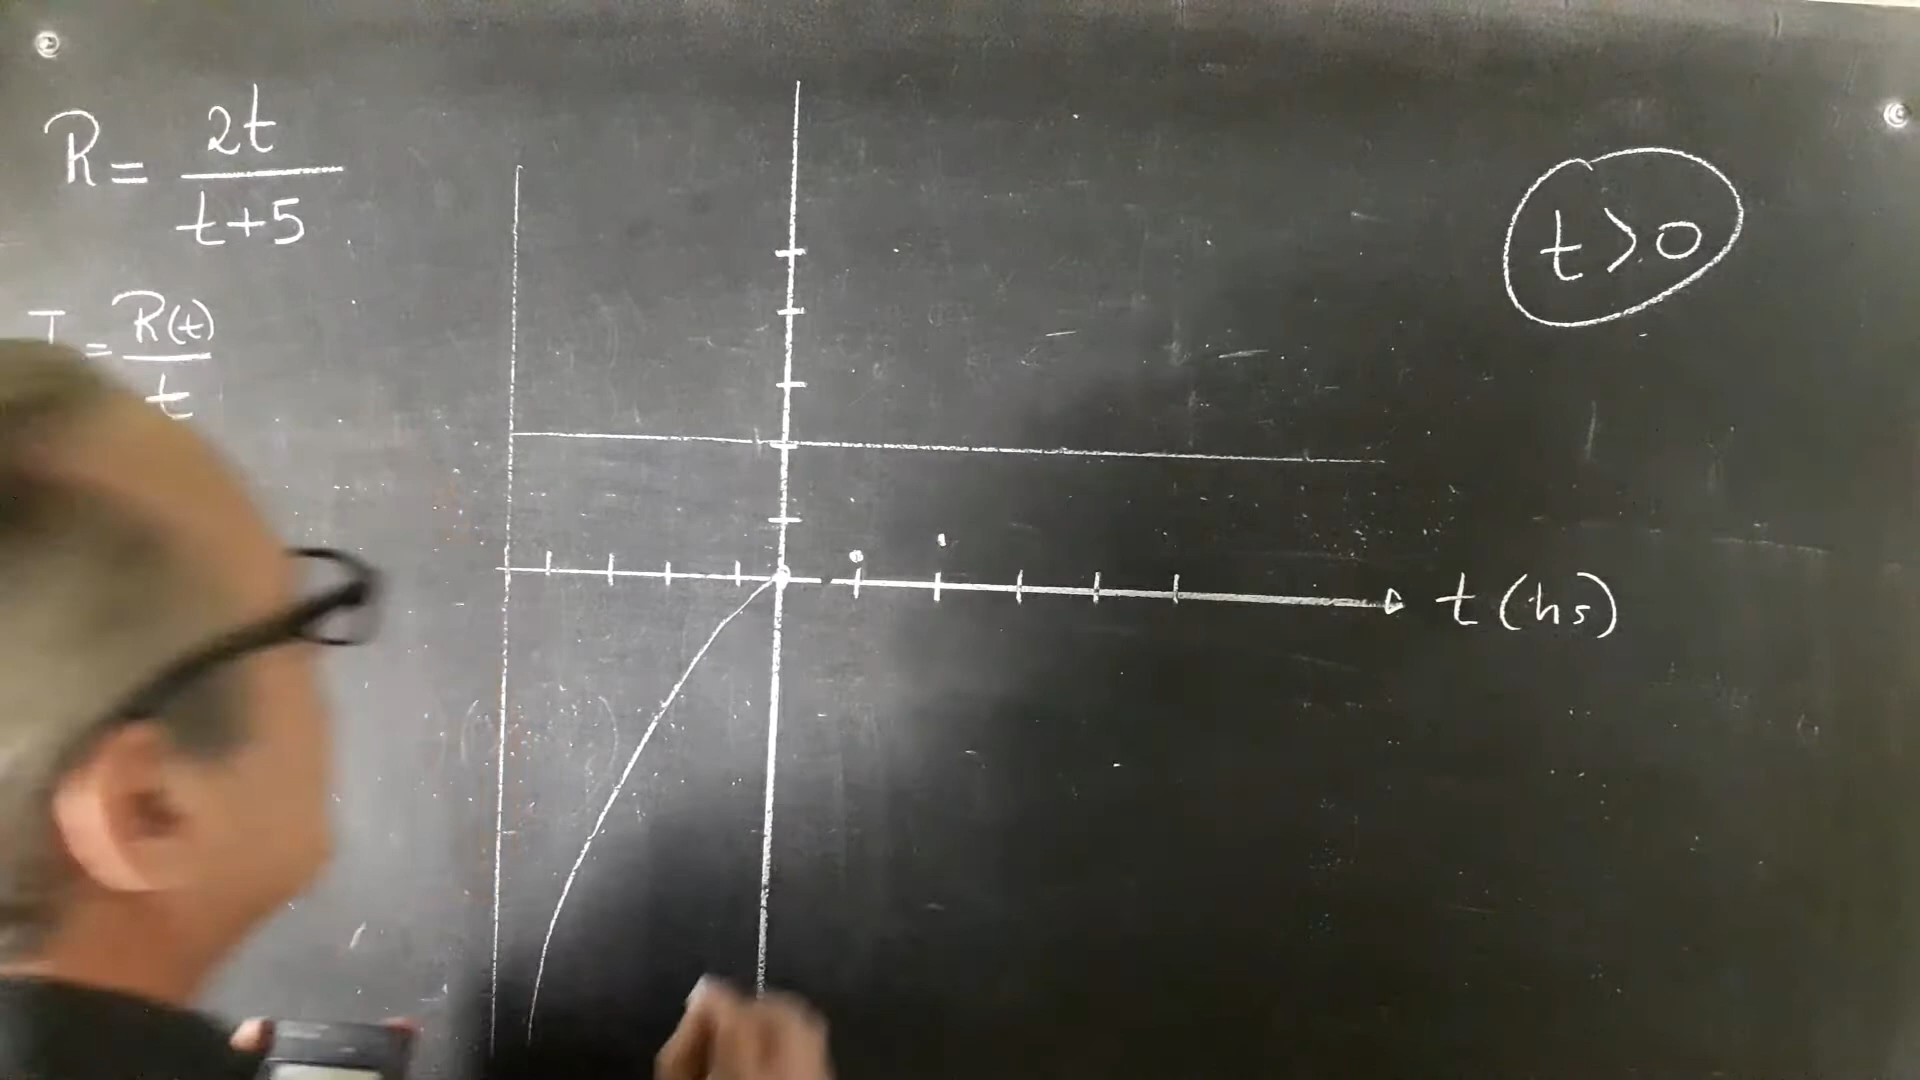 R = 2t / t+5
= R(t) / t
t > 0
t (hs)